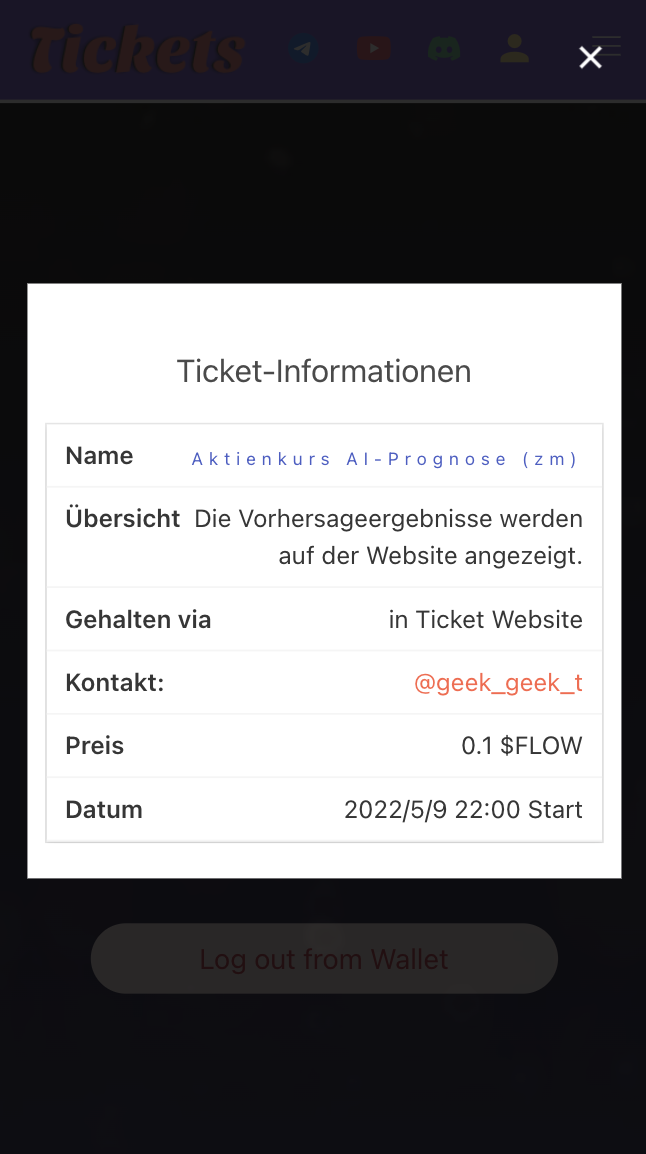 Tickets
Ticket-Informationen
Name Aktienkurs AI-Prognose (zm)
Übersicht Die Vorhersageergebnisse werden
auf der Website angezeigt.
Gehalten via in Ticket Website
Kontakt: @geek_geek_t
Preis 0.1 $FLOW
Datum 2022/5/9 22:00 Start
Log out from Wallet